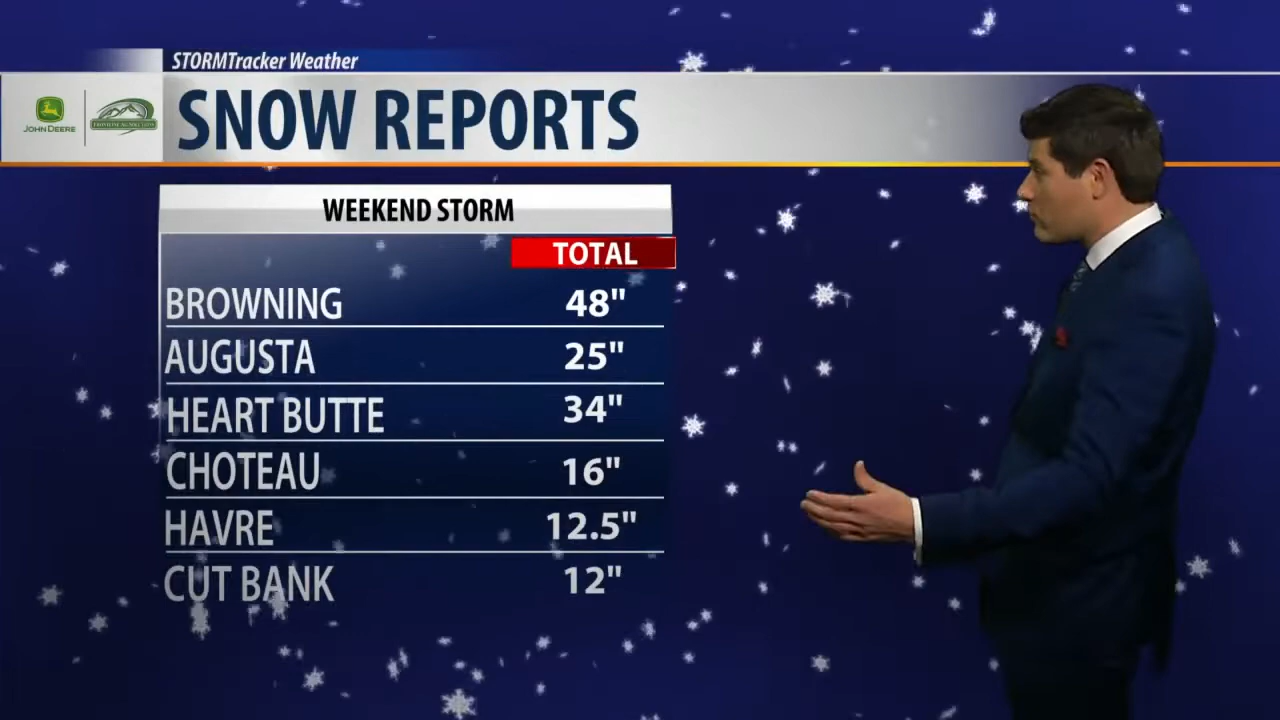 STORMTracker Weather
SNOW REPORTS
JOHN DEERE
WEEKEND STORM
TOTAL
BROWNING 48"
AUGUSTA 25"
HEART BUTTE 34"
CHOTEAU 16"
HAVRE 12.5"
CUT BANK 12"